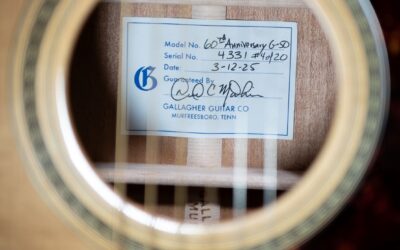 Model No. 60th Anniversary G-50
Serial No. 4331 #4 of 20
Date: 3-12-25
G
Guaranteed By
GALLAGHER GUITAR CO
MURFREESBORO, TENN